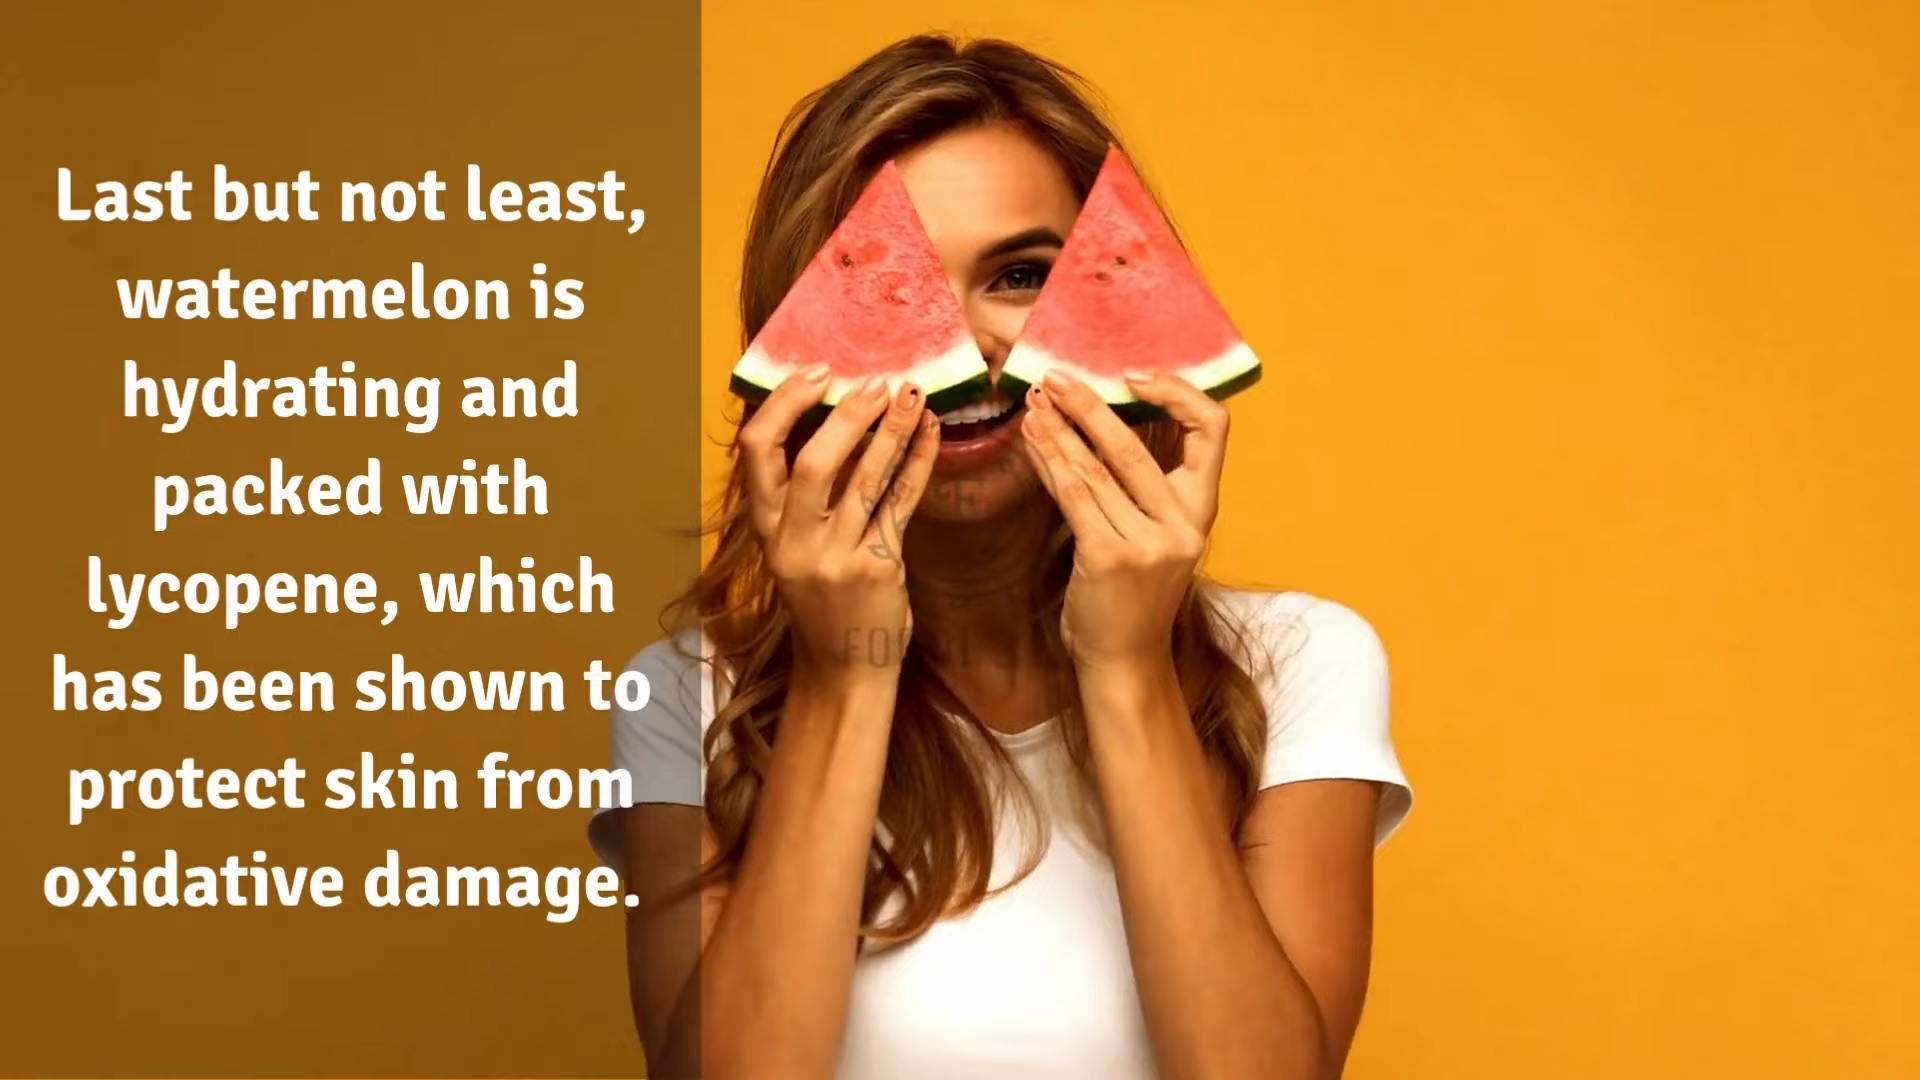 Last but not least,
watermelon is
hydrating and
packed with
lycopene, which
has been shown to
protect skin from
oxidative damage.